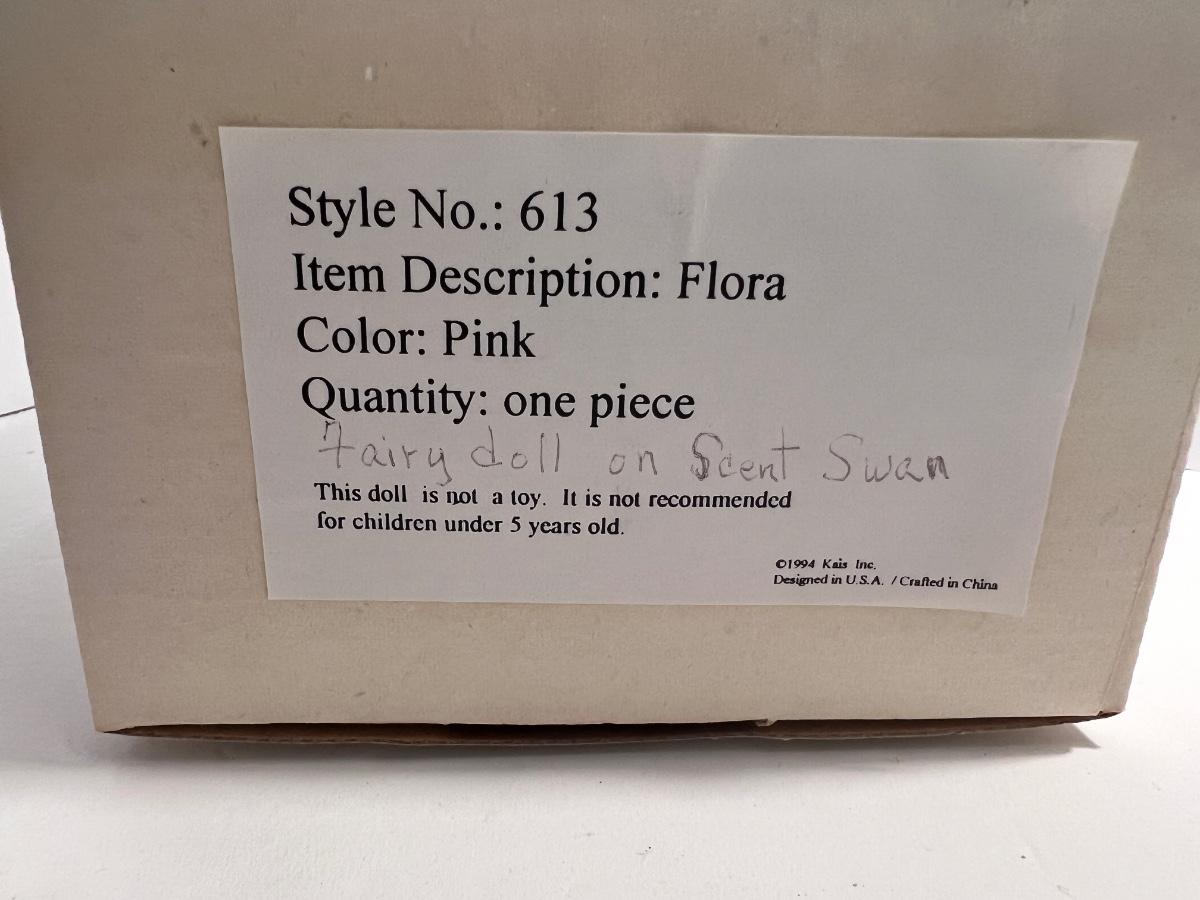 Style No.: 613
Item Description: Flora
Color: Pink
Quantity: one piece
Fairy doll on Scent Swan
This doll is not a toy. It is not recommended
for children under 5 years old.
©1994 Kais Inc.
Designed in U.S.A. / Crafted in China